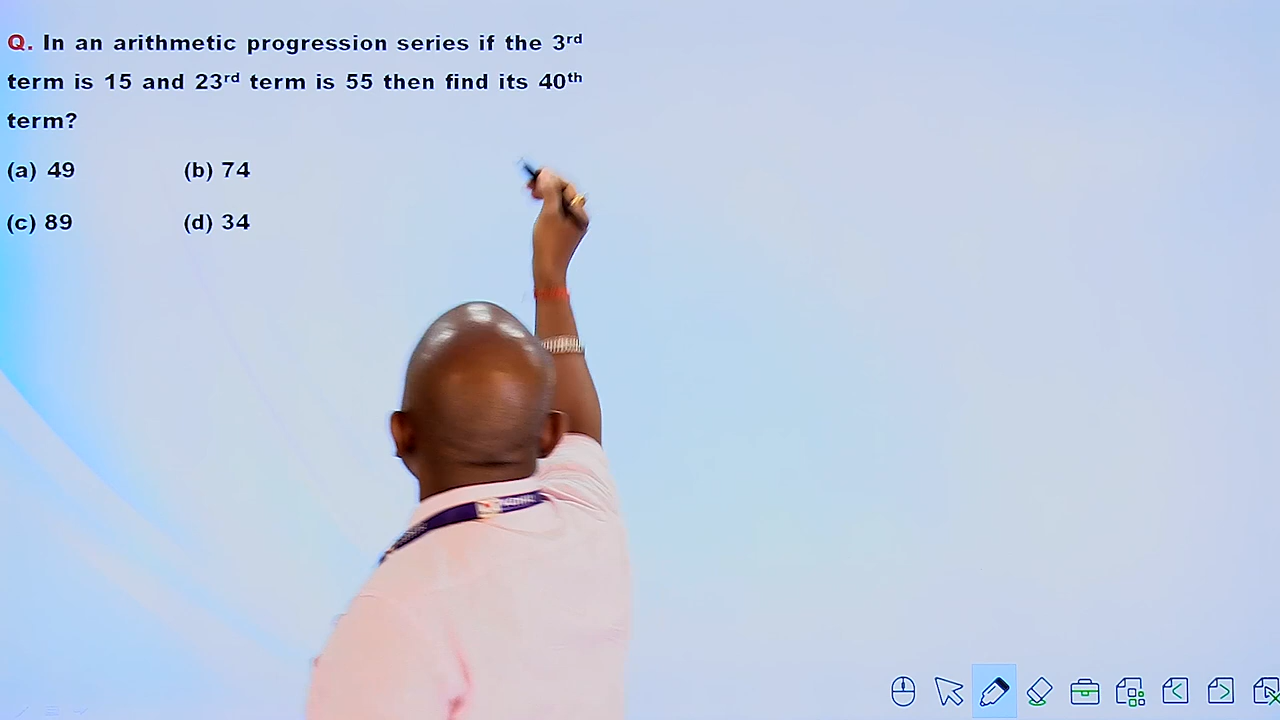 Q. In an arithmetic progression series if the 3rd
term is 15 and 23rd term is 55 then find its 40th
term?
(a) 49 (b) 74
(c) 89 (d) 34